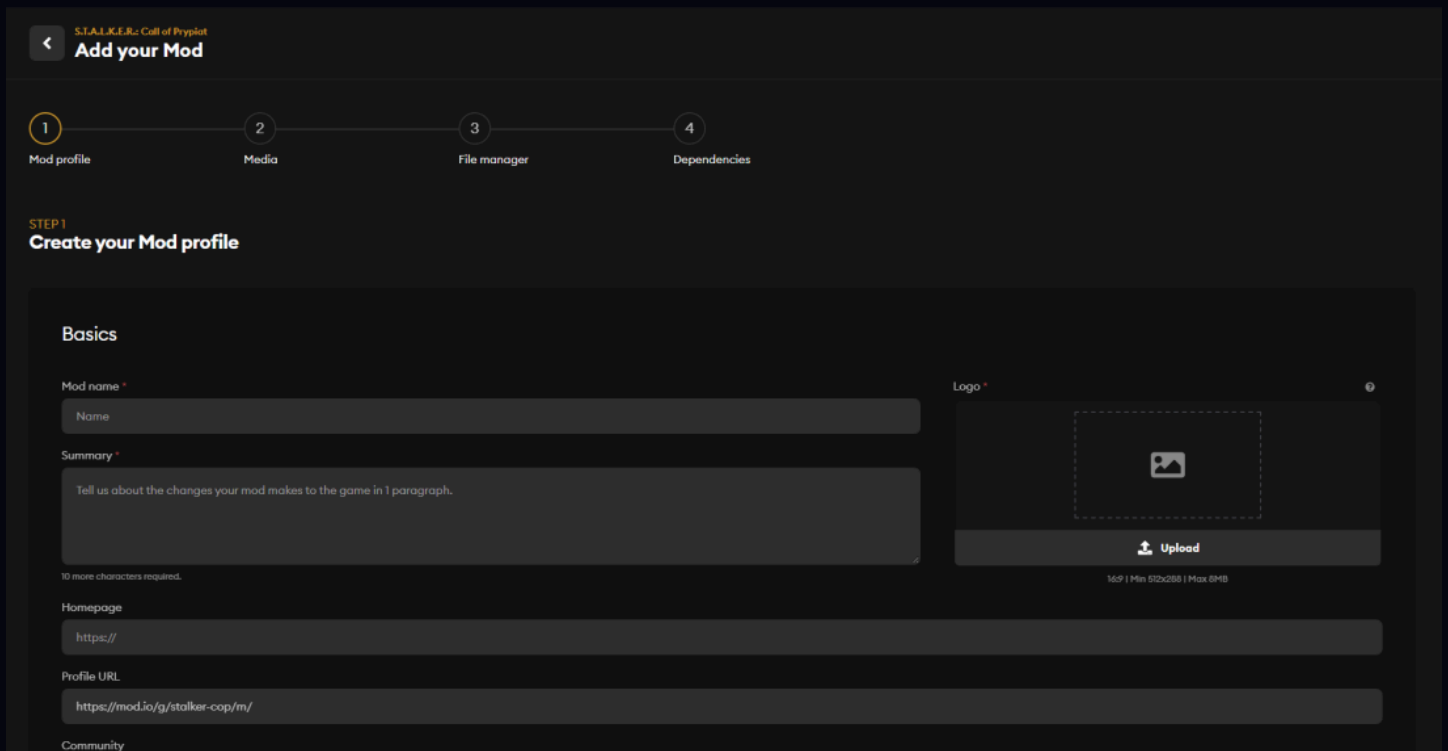 S.T.A.L.K.E.R.: Call of Prypiat
Add your Mod
1
2
3
4
Mod profile
Media
File manager
Dependencies
STEP 1
Create your Mod profile
Basics
Mod name *
Logo *
?
Name
Summary *
Tell us about the changes your mod makes to the game in 1 paragraph.
Upload
10 more characters required.
16:9 | Min 512x288 | Max 8MB
Homepage
https://
Profile URL
https://mod.io/g/stalker-cop/m/
Community